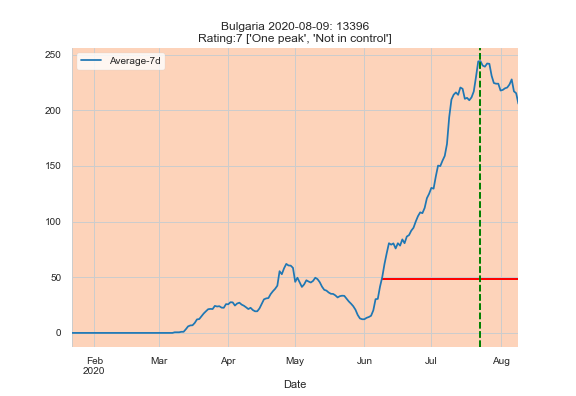 Bulgaria 2020-08-09: 13396
Rating:7 ['One peak', 'Not in control']
Average-7d
250
200
150
100
50
0
Feb
2020
Mar
Apr
May
Jun
Jul
Aug
Date